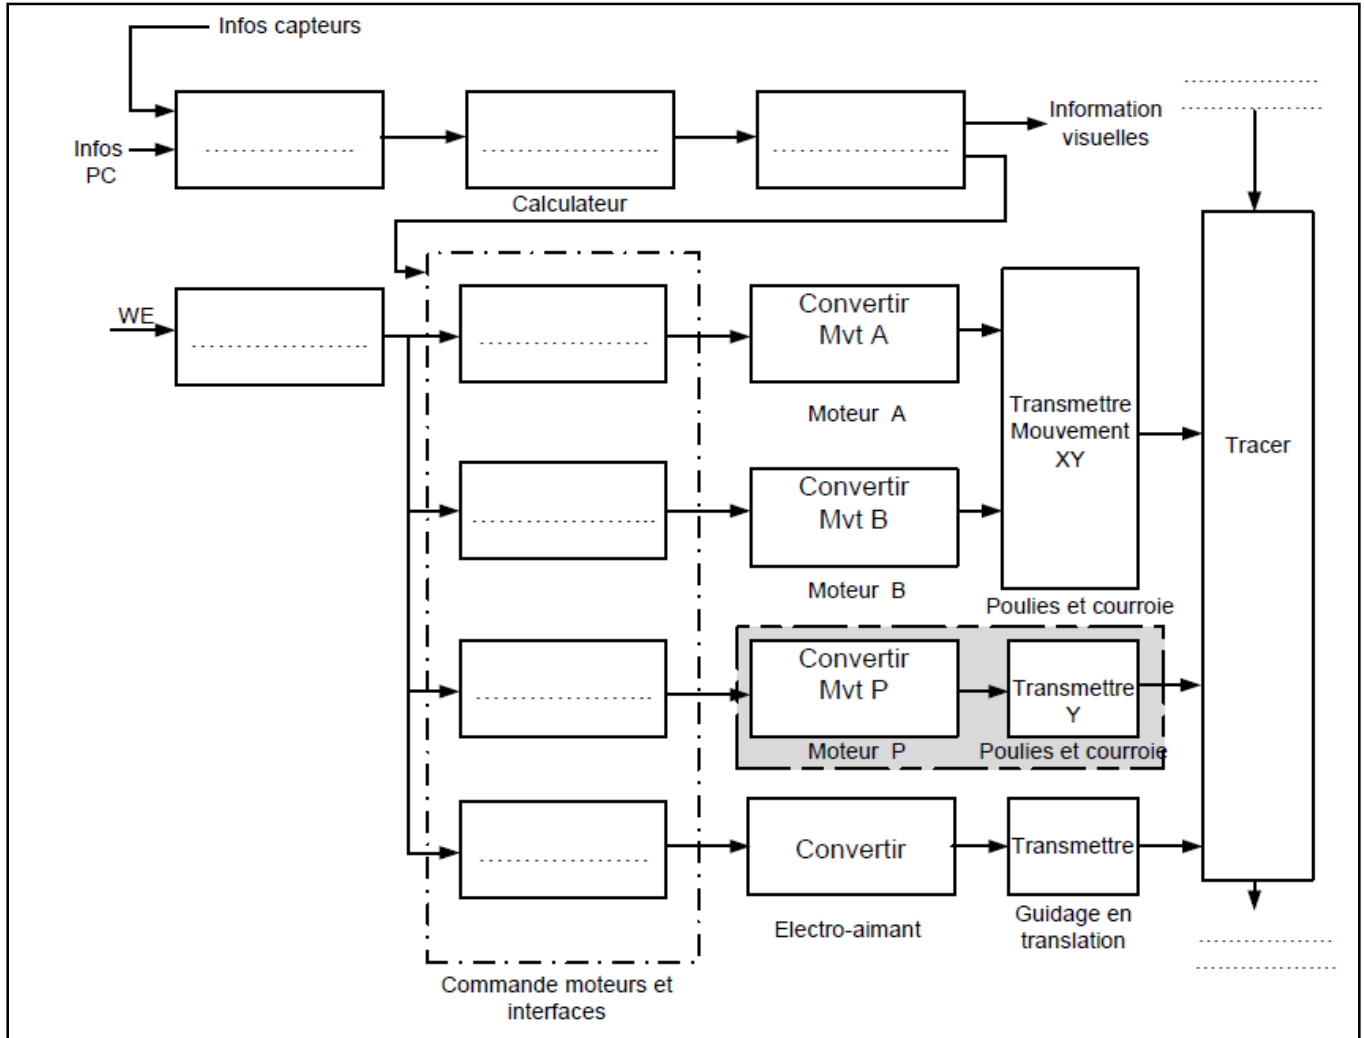 Infos capteurs
Infos
PC
....................
....................
....................
Calculateur
Information
visuelles
....................
....................
WE
....................
....................
Convertir
Mvt A
Moteur A
Transmettre
Mouvement
XY
Tracer
....................
Convertir
Mvt B
Moteur B
Poulies et courroie
....................
Convertir
Mvt P
Moteur P
Transmettre
Y
Poulies et courroie
....................
Convertir
Electro-aimant
Transmettre
Guidage en
translation
....................
....................
Commande moteurs et
interfaces